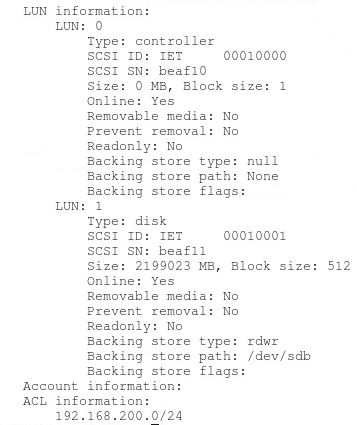 LUN information:
LUN: 0
Type: controller
SCSI ID: IET     00010000
SCSI SN: beaf10
Size: 0 MB, Block size: 1
Online: Yes
Removable media: No
Prevent removal: No
Readonly: No
Backing store type: null
Backing store path: None
Backing store flags:
LUN: 1
Type: disk
SCSI ID: IET     00010001
SCSI SN: beaf11
Size: 2199023 MB, Block size: 512
Online: Yes
Removable media: No
Prevent removal: No
Readonly: No
Backing store type: rdwr
Backing store path: /dev/sdb
Backing store flags:
Account information:
ACL information:
192.168.200.0/24